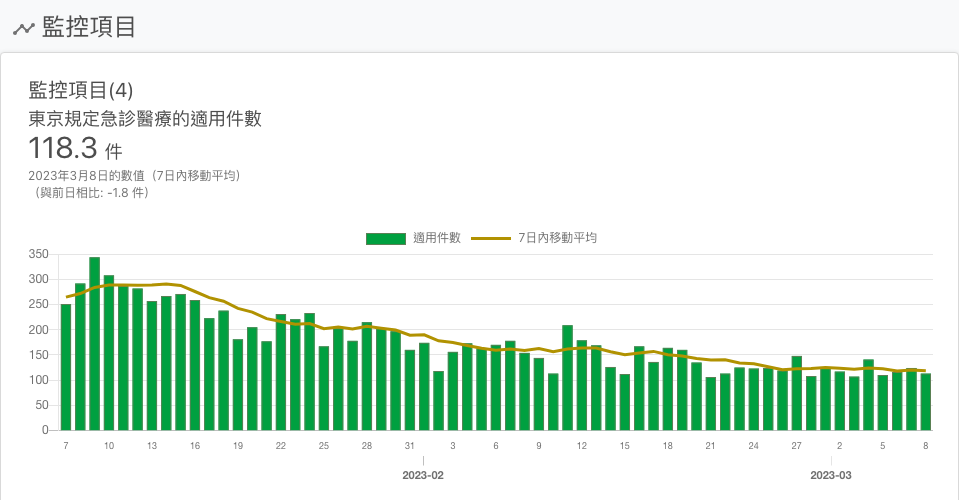 監控項目
監控項目(4)
東京規定急診醫療的適用件數
118.3 件
2023年3月8日的數值（7日內移動平均）
（與前日相比: -1.8 件）
適用件數 7日內移動平均
350
300
250
200
150
100
50
0
7 10 13 16 19 22 25 28 31 3 6 9 12 15 18 21 24 27 2 5 8
2023-02 2023-03